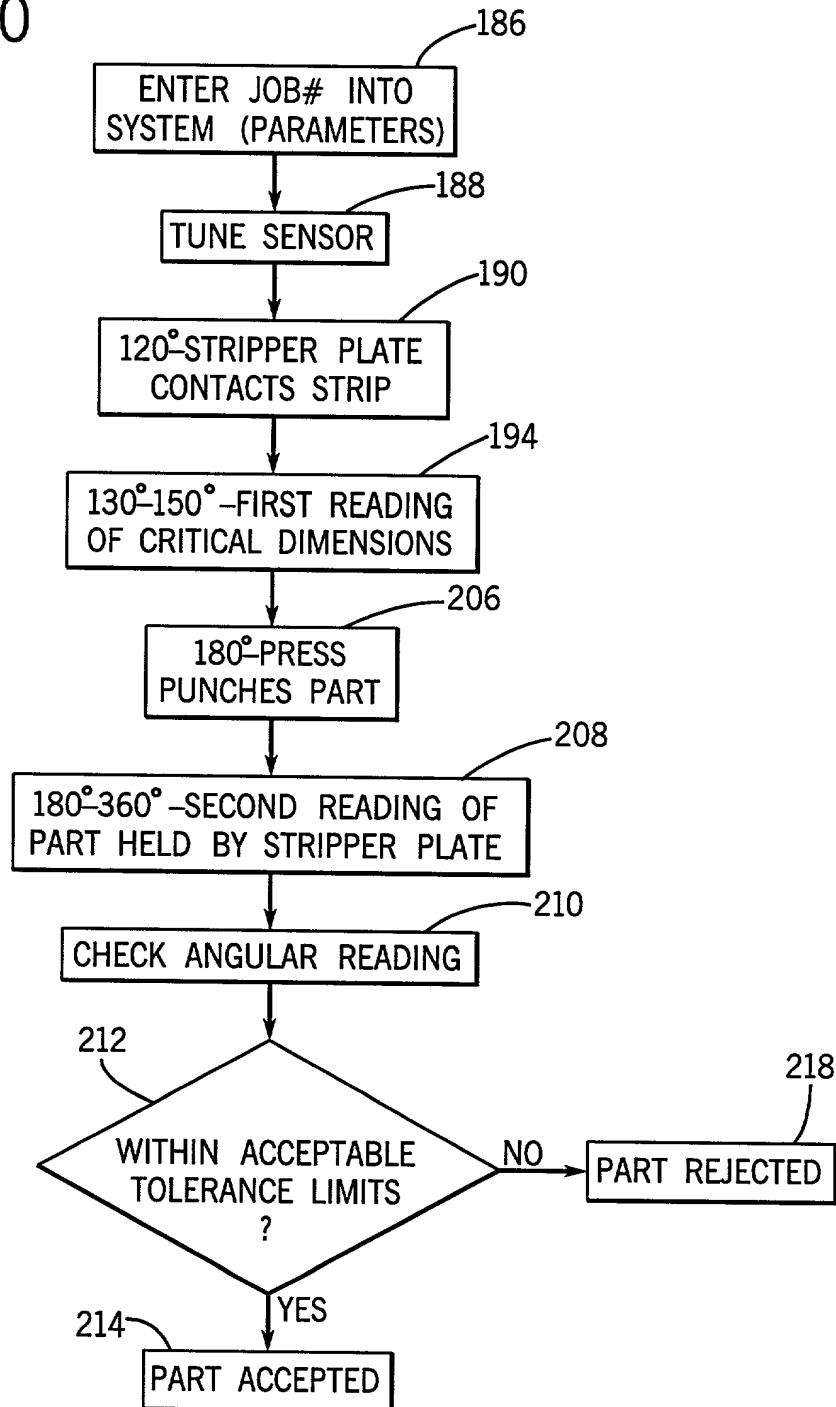 0
186
ENTER JOB# INTO
SYSTEM (PARAMETERS)
188
TUNE SENSOR
190
120°-STRIPPER PLATE
CONTACTS STRIP
194
130°-150°-FIRST READING
OF CRITICAL DIMENSIONS
206
180°-PRESS
PUNCHES PART
208
180°-360°-SECOND READING OF
PART HELD BY STRIPPER PLATE
210
CHECK ANGULAR READING
212
WITHIN ACCEPTABLE
TOLERANCE LIMITS
?
NO
218
PART REJECTED
YES
214
PART ACCEPTED